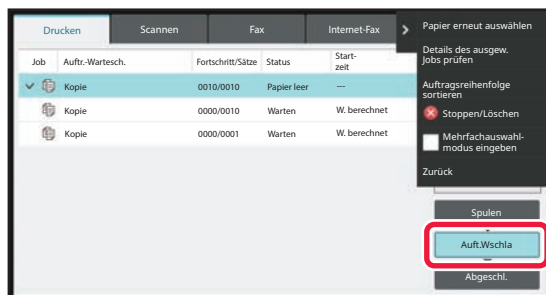 Drucken Scannen Fax Internet-Fax
Job Auftr.-Wartesch. Fortschritt/Sätze Status Start-
zeit
Kopie 0010/0010 Papier leer ---
Kopie 0000/0010 Warten W. berechnet
Kopie 0000/0001 Warten W. berechnet
Papier erneut auswählen
Details des ausgew.
Jobs prüfen
Auftragsreihenfolge
sortieren
Stoppen/Löschen
Mehrfachauswahl-
modus eingeben
Zurück
Spulen
Auft.Wschla
Abgeschl.